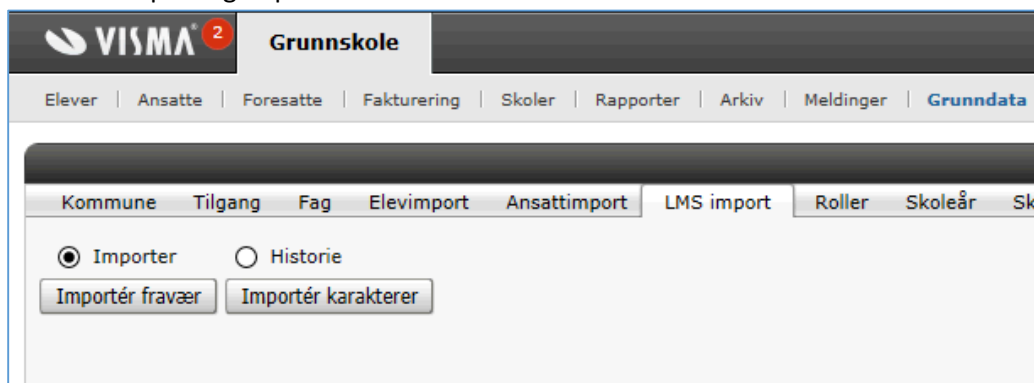 VISMA 2 Grunnskole
Elever | Ansatte | Foresatte | Fakturering | Skoler | Rapporter | Arkiv | Meldinger | Grunndata
Kommune Tilgang Fag Elevimport Ansattimport LMS import Roller Skoleår Sk
Importer Historie
Importér fravær Importér karakterer